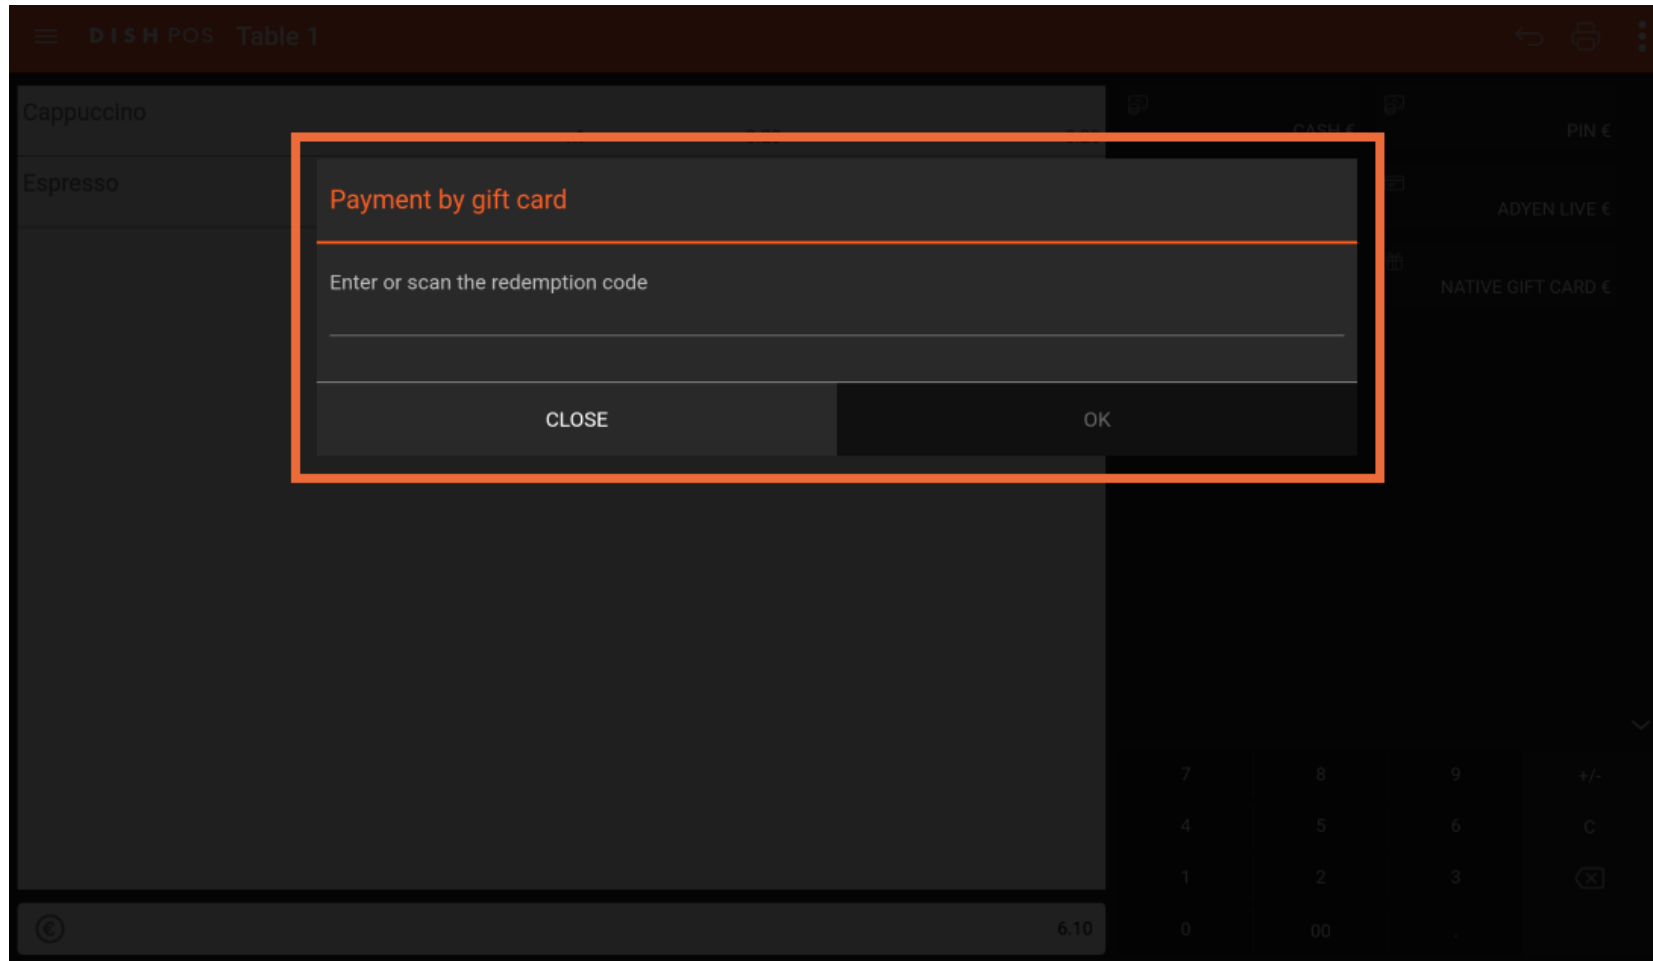 DISH POS Table 1
Cappuccino
CASH €
PIN €
Espresso
Payment by gift card
ADYEN LIVE €
Enter or scan the redemption code
NATIVE GIFT CARD €
CLOSE
OK
7 8 9 +/-
4 5 6 C
1 2 3
6.10
0 00 .